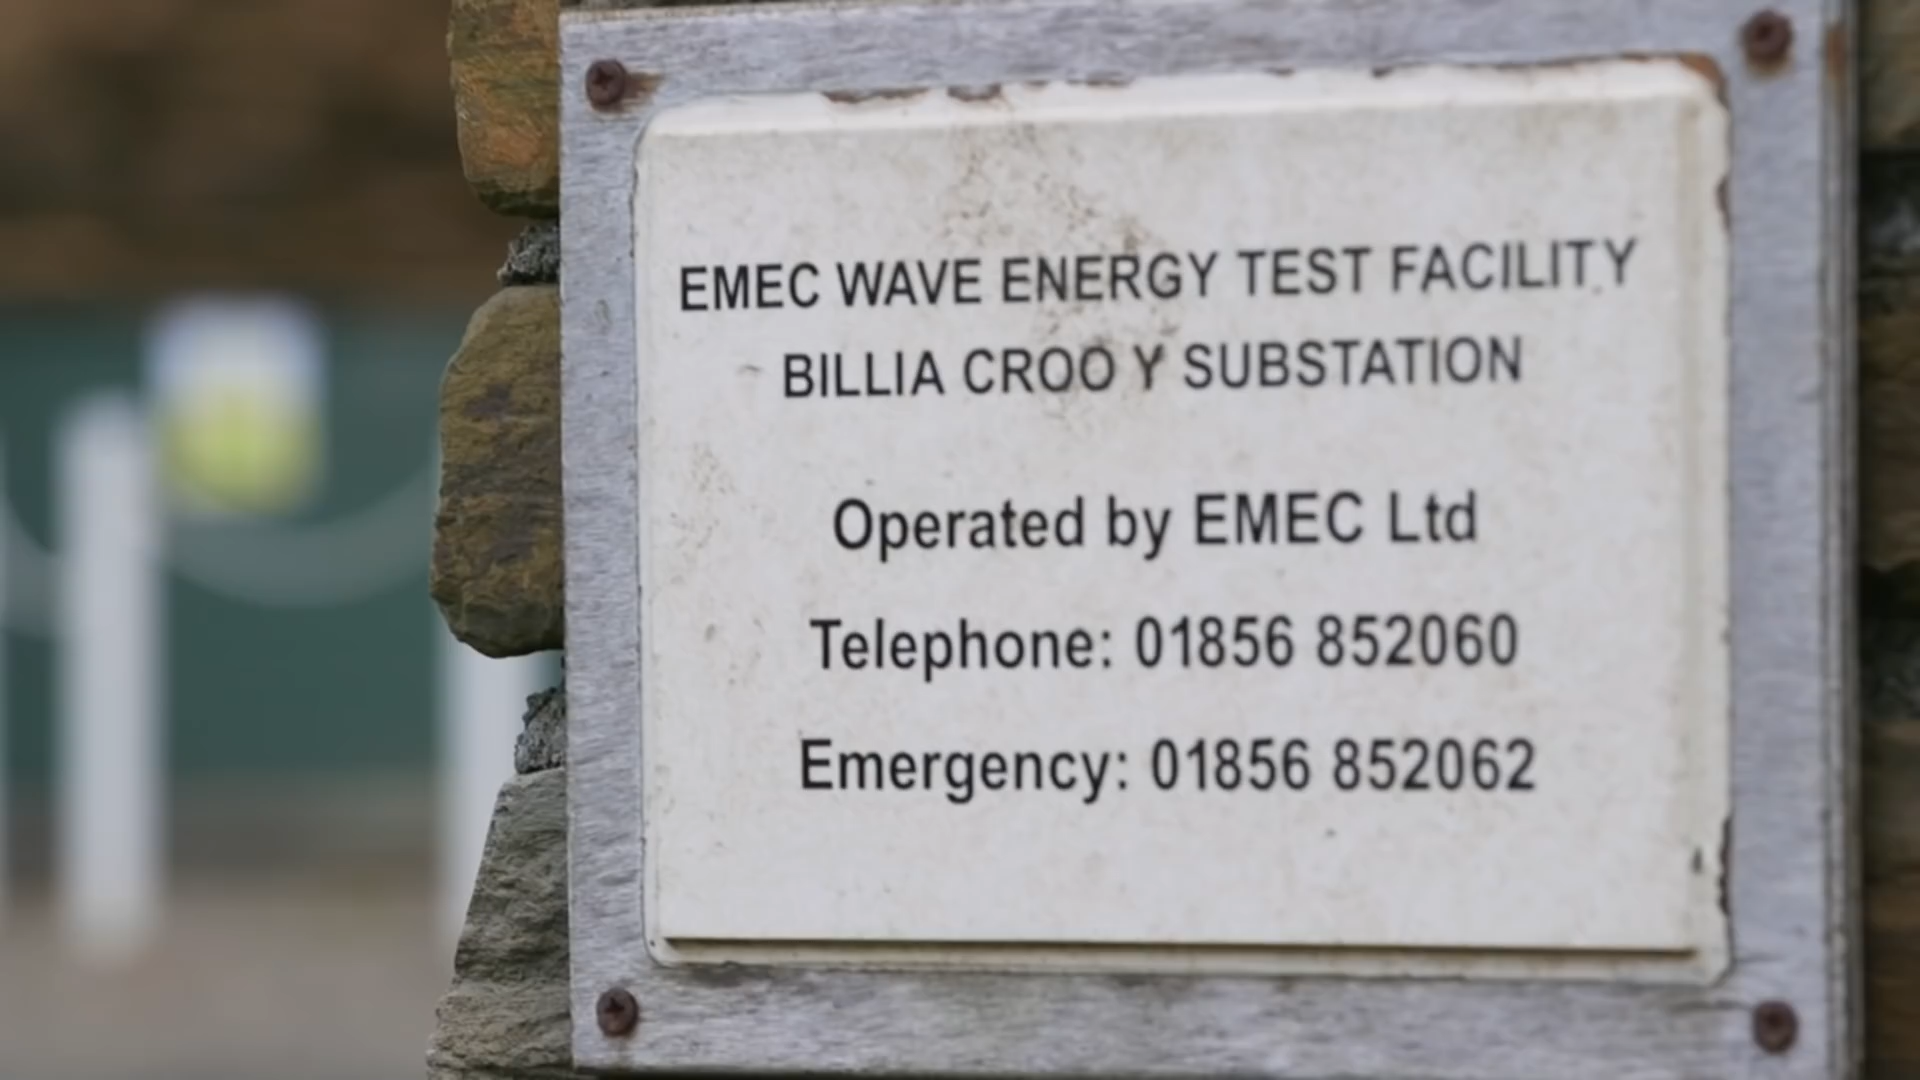 EMEC WAVE ENERGY TEST FACILITY
BILLIA CROO Y SUBSTATION
Operated by EMEC Ltd
Telephone: 01856 852060
Emergency: 01856 852062